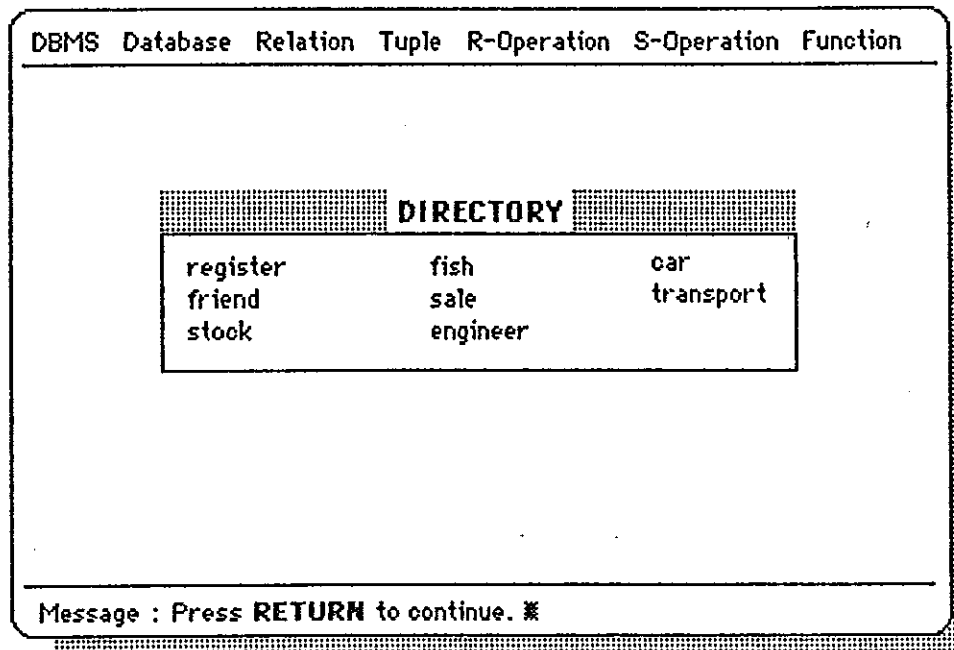 DBMS Database Relation Tuple R-Operation S-Operation Function
DIRECTORY
register fish car
friend sale transport
stock engineer
Message : Press RETURN to continue. ⌘